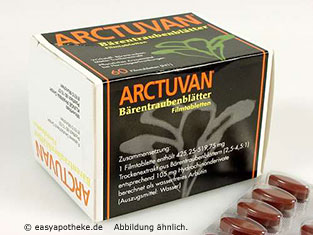 ARCTUVAN
Bärentraubenblätter
Filmtabletten
60
ARCTUVAN
Bärentraubenblätter
Filmtabletten
Zusammensetzung
1 Filmtablette enthält 425,25-519,75 mg
Trockenextrakt aus Bärentraubenblättern (2,5-4,5:1)
entsprechend 105 mg Hydrochinonderivate
berechnet als wasserfreies Arbutin
(Auszugsmittel: Wasser)
ARCTUVAN
© easyapotheke.de Abbildung ähnlich.